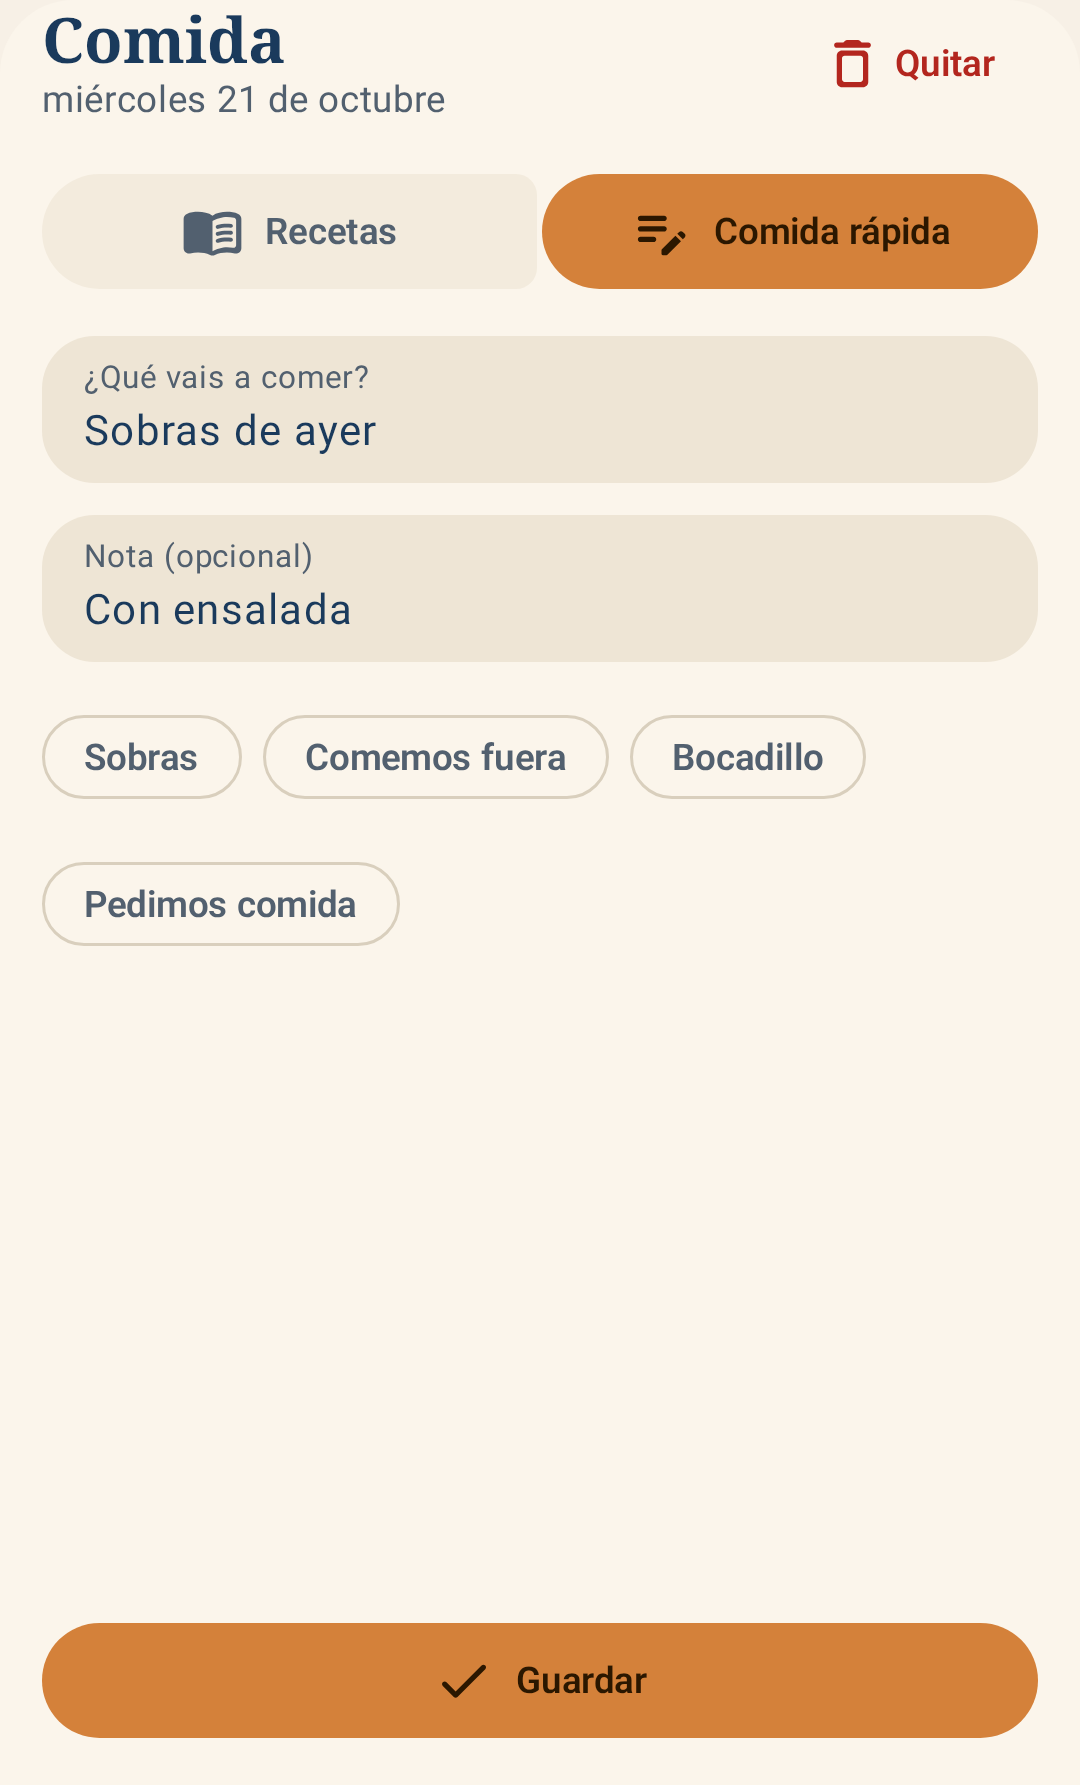 Comida
miércoles 21 de octubre
Quitar
Recetas
Comida rápida
¿Qué vais a comer?
Sobras de ayer
Nota (opcional)
Con ensalada
Sobras
Comemos fuera
Bocadillo
Pedimos comida
Guardar